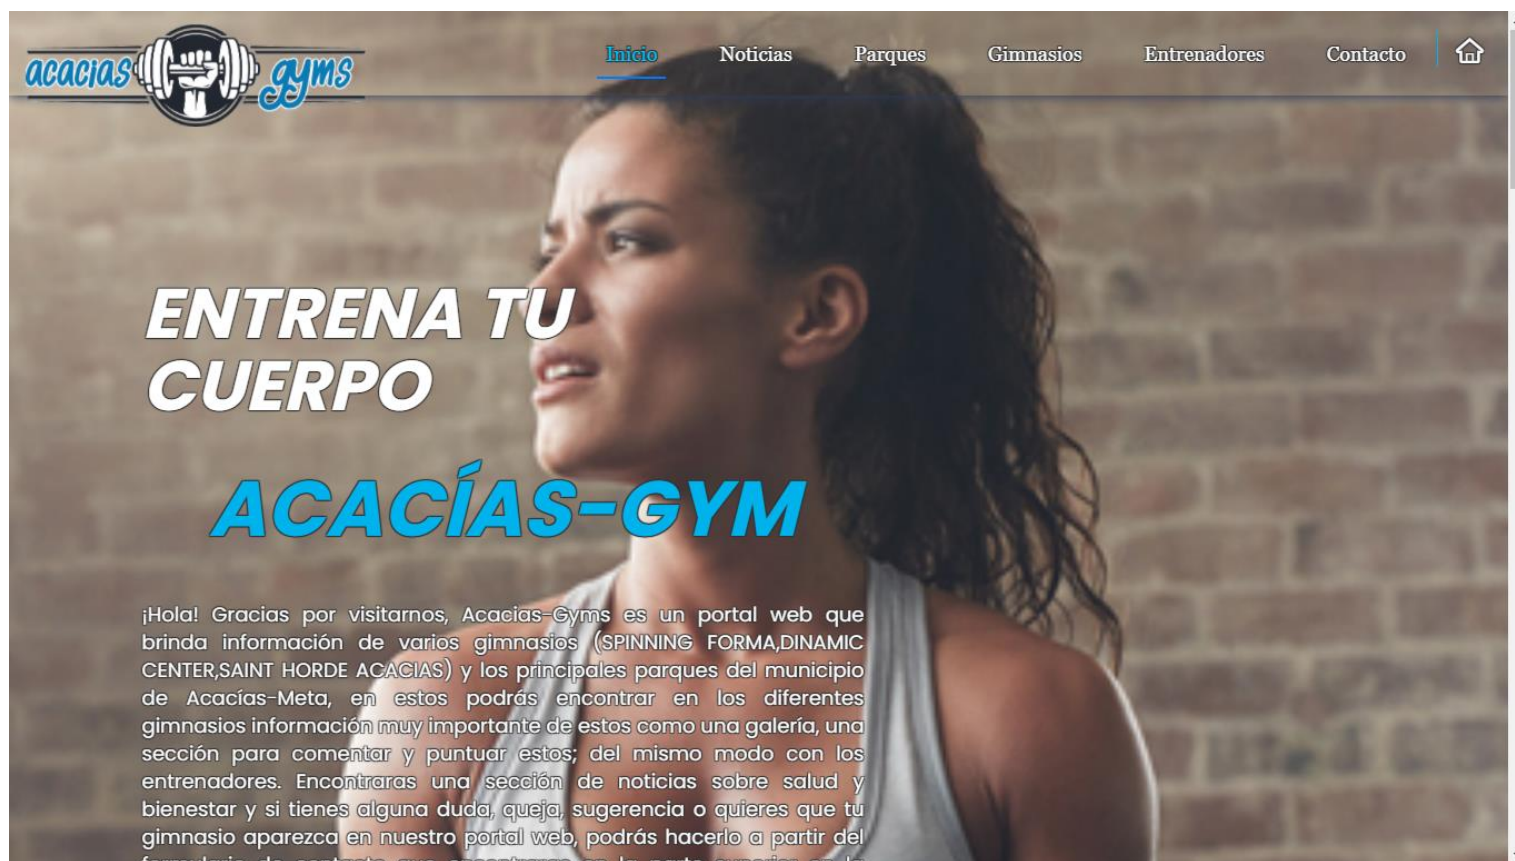 acacias gyms
Inicio Noticias Parques Gimnasios Entrenadores Contacto
ENTRENA TU
CUERPO
ACACÍAS-GYM
¡Hola! Gracias por visitarnos, Acacias-Gyms es un portal web que
brinda información de varios gimnasios (SPINNING FORMA,DINAMIC
CENTER,SAINT HORDE ACACIAS) y los principales parques del municipio
de Acacías-Meta, en estos podrás encontrar en los diferentes
gimnasios información muy importante de estos como una galería, una
sección para comentar y puntuar estos; del mismo modo con los
entrenadores. Encontraras una sección de noticias sobre salud y
bienestar y si tienes alguna duda, queja, sugerencia o quieres que tu
gimnasio aparezca en nuestro portal web, podrás hacerlo a partir del